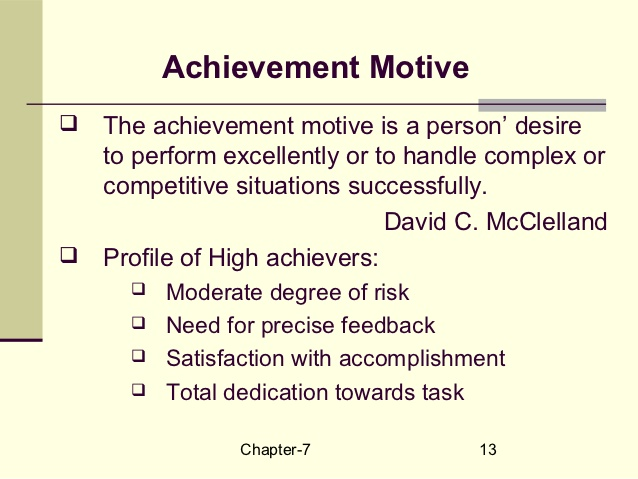 Achievement Motive
❑ The achievement motive is a person’ desire
to perform excellently or to handle complex or
competitive situations successfully.
David C. McClelland
❑ Profile of High achievers:
❑ Moderate degree of risk
❑ Need for precise feedback
❑ Satisfaction with accomplishment
❑ Total dedication towards task
Chapter-7 13